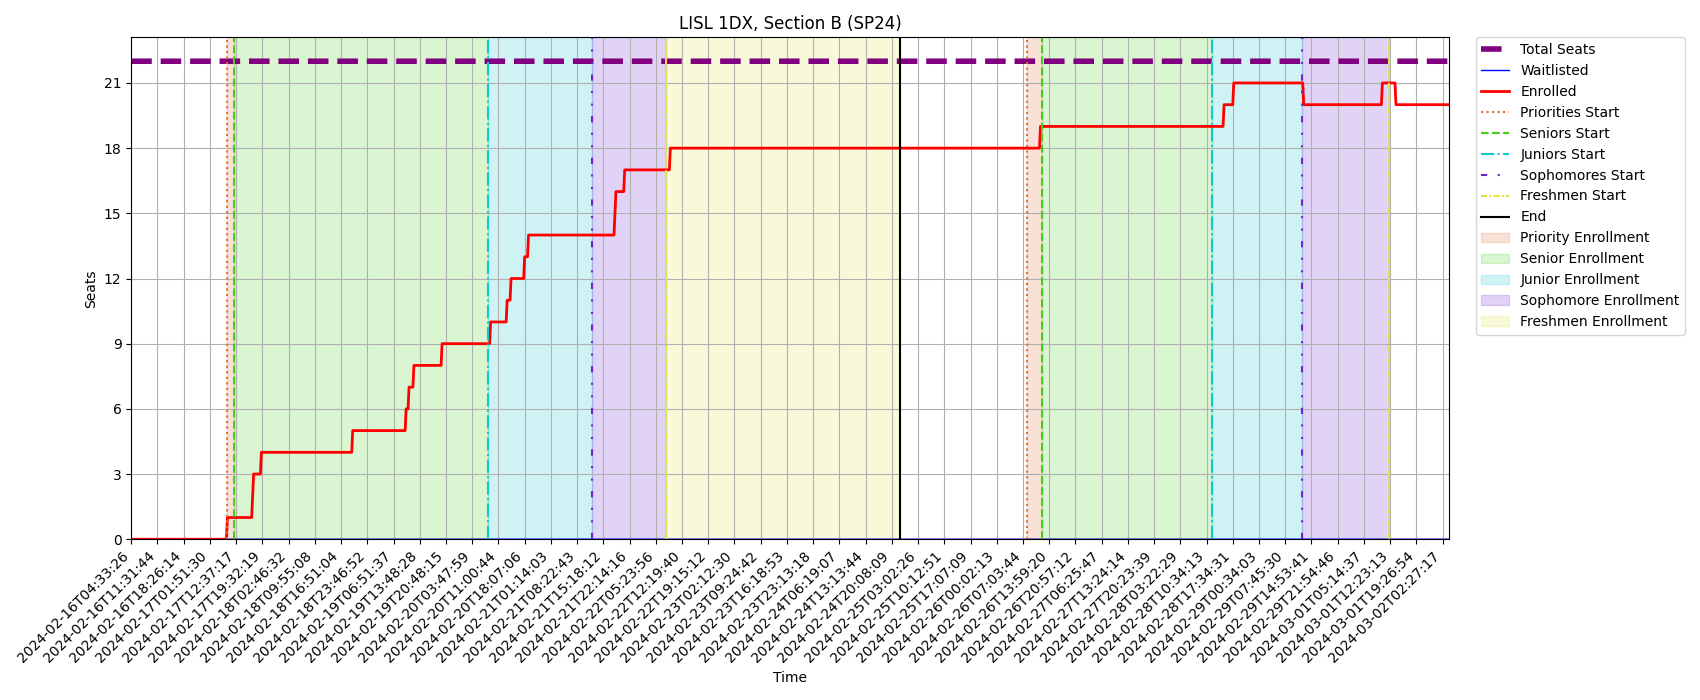 LISL 1DX, Section B (SP24)
Seats
21
18
15
12
9
6
3
0
2024-02-16T04:33:26
2024-02-16T11:31:44
2024-02-16T18:26:14
2024-02-17T01:51:30
2024-02-17T12:37:17
2024-02-17T19:32:19
2024-02-18T02:46:32
2024-02-18T09:55:08
2024-02-18T16:51:04
2024-02-18T23:46:52
2024-02-19T06:51:37
2024-02-19T13:48:28
2024-02-19T20:48:15
2024-02-20T03:47:59
2024-02-20T11:00:44
2024-02-20T18:07:06
2024-02-21T01:14:03
2024-02-21T08:22:43
2024-02-21T15:18:12
2024-02-21T22:14:16
2024-02-22T05:23:56
2024-02-22T12:19:40
2024-02-22T19:15:12
2024-02-23T02:12:30
2024-02-23T09:24:42
2024-02-23T16:18:53
2024-02-23T23:13:18
2024-02-24T06:19:07
2024-02-24T13:13:44
2024-02-24T20:08:09
2024-02-25T03:02:26
2024-02-25T10:12:51
2024-02-25T17:07:09
2024-02-26T00:02:13
2024-02-26T07:03:44
2024-02-26T13:59:20
2024-02-26T20:57:12
2024-02-27T06:25:47
2024-02-27T13:24:14
2024-02-27T20:23:39
2024-02-28T03:22:29
2024-02-28T10:34:13
2024-02-28T17:34:31
2024-02-29T00:34:03
2024-02-29T07:45:30
2024-02-29T14:53:41
2024-02-29T21:54:46
2024-03-01T05:14:37
2024-03-01T12:23:13
2024-03-01T19:26:54
2024-03-02T02:27:17
Time
Total Seats
Waitlisted
Enrolled
Priorities Start
Seniors Start
Juniors Start
Sophomores Start
Freshmen Start
End
Priority Enrollment
Senior Enrollment
Junior Enrollment
Sophomore Enrollment
Freshmen Enrollment